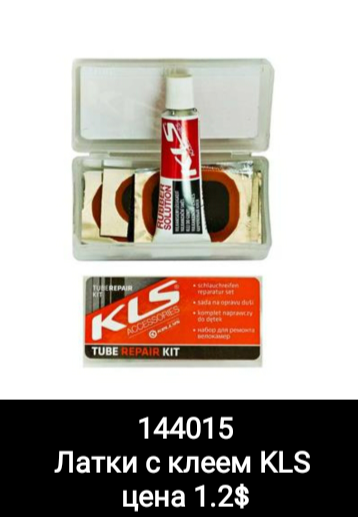 KLS
RUBBER
SOLUTION
TUBE REPAIR
KIT
KLS
ACCESSORIES
• schlauchreifen
reparatur set
• sada na opravu duší
• komplet naprawczy
do dętek
• набор для ремонта
велокамер
TUBE REPAIR KIT
144015
Латки с клеем KLS
цена 1.2$